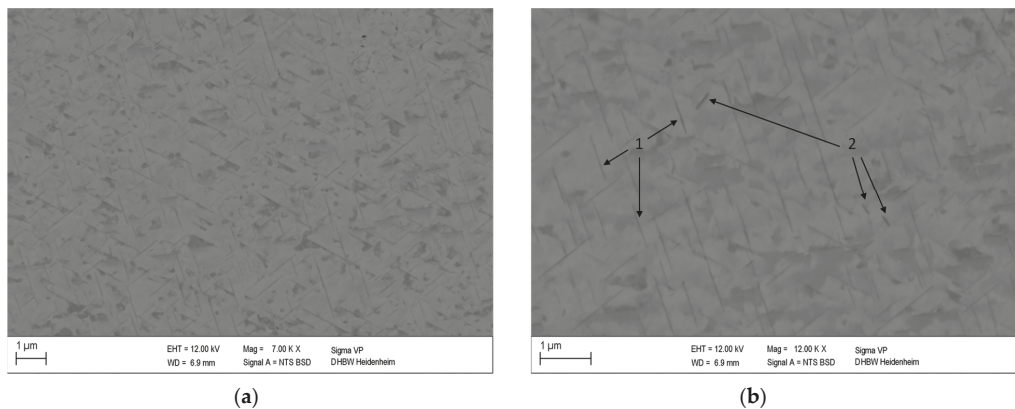 1 2
1 µm EHT = 12.00 kV Mag = 7.00 K X Sigma VP
WD = 6.9 mm Signal A = NTS BSD DHBW Heidenheim
1 µm EHT = 12.00 kV Mag = 12.00 K X Sigma VP
WD = 6.9 mm Signal A = NTS BSD DHBW Heidenheim
(a) (b)